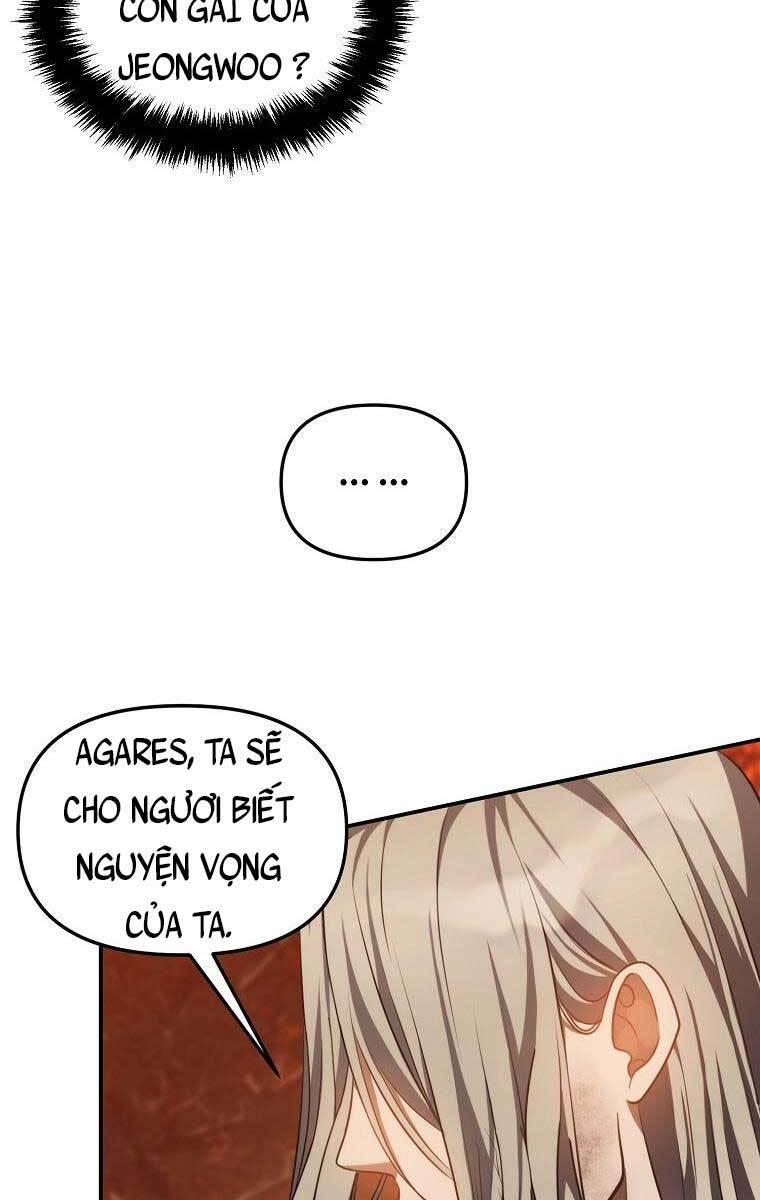 CON GÁI CỦA
JEONGWOO ?
... ...
AGARES, TA SẼ
CHO NGƯƠI BIẾT
NGUYỆN VỌNG
CỦA TA.